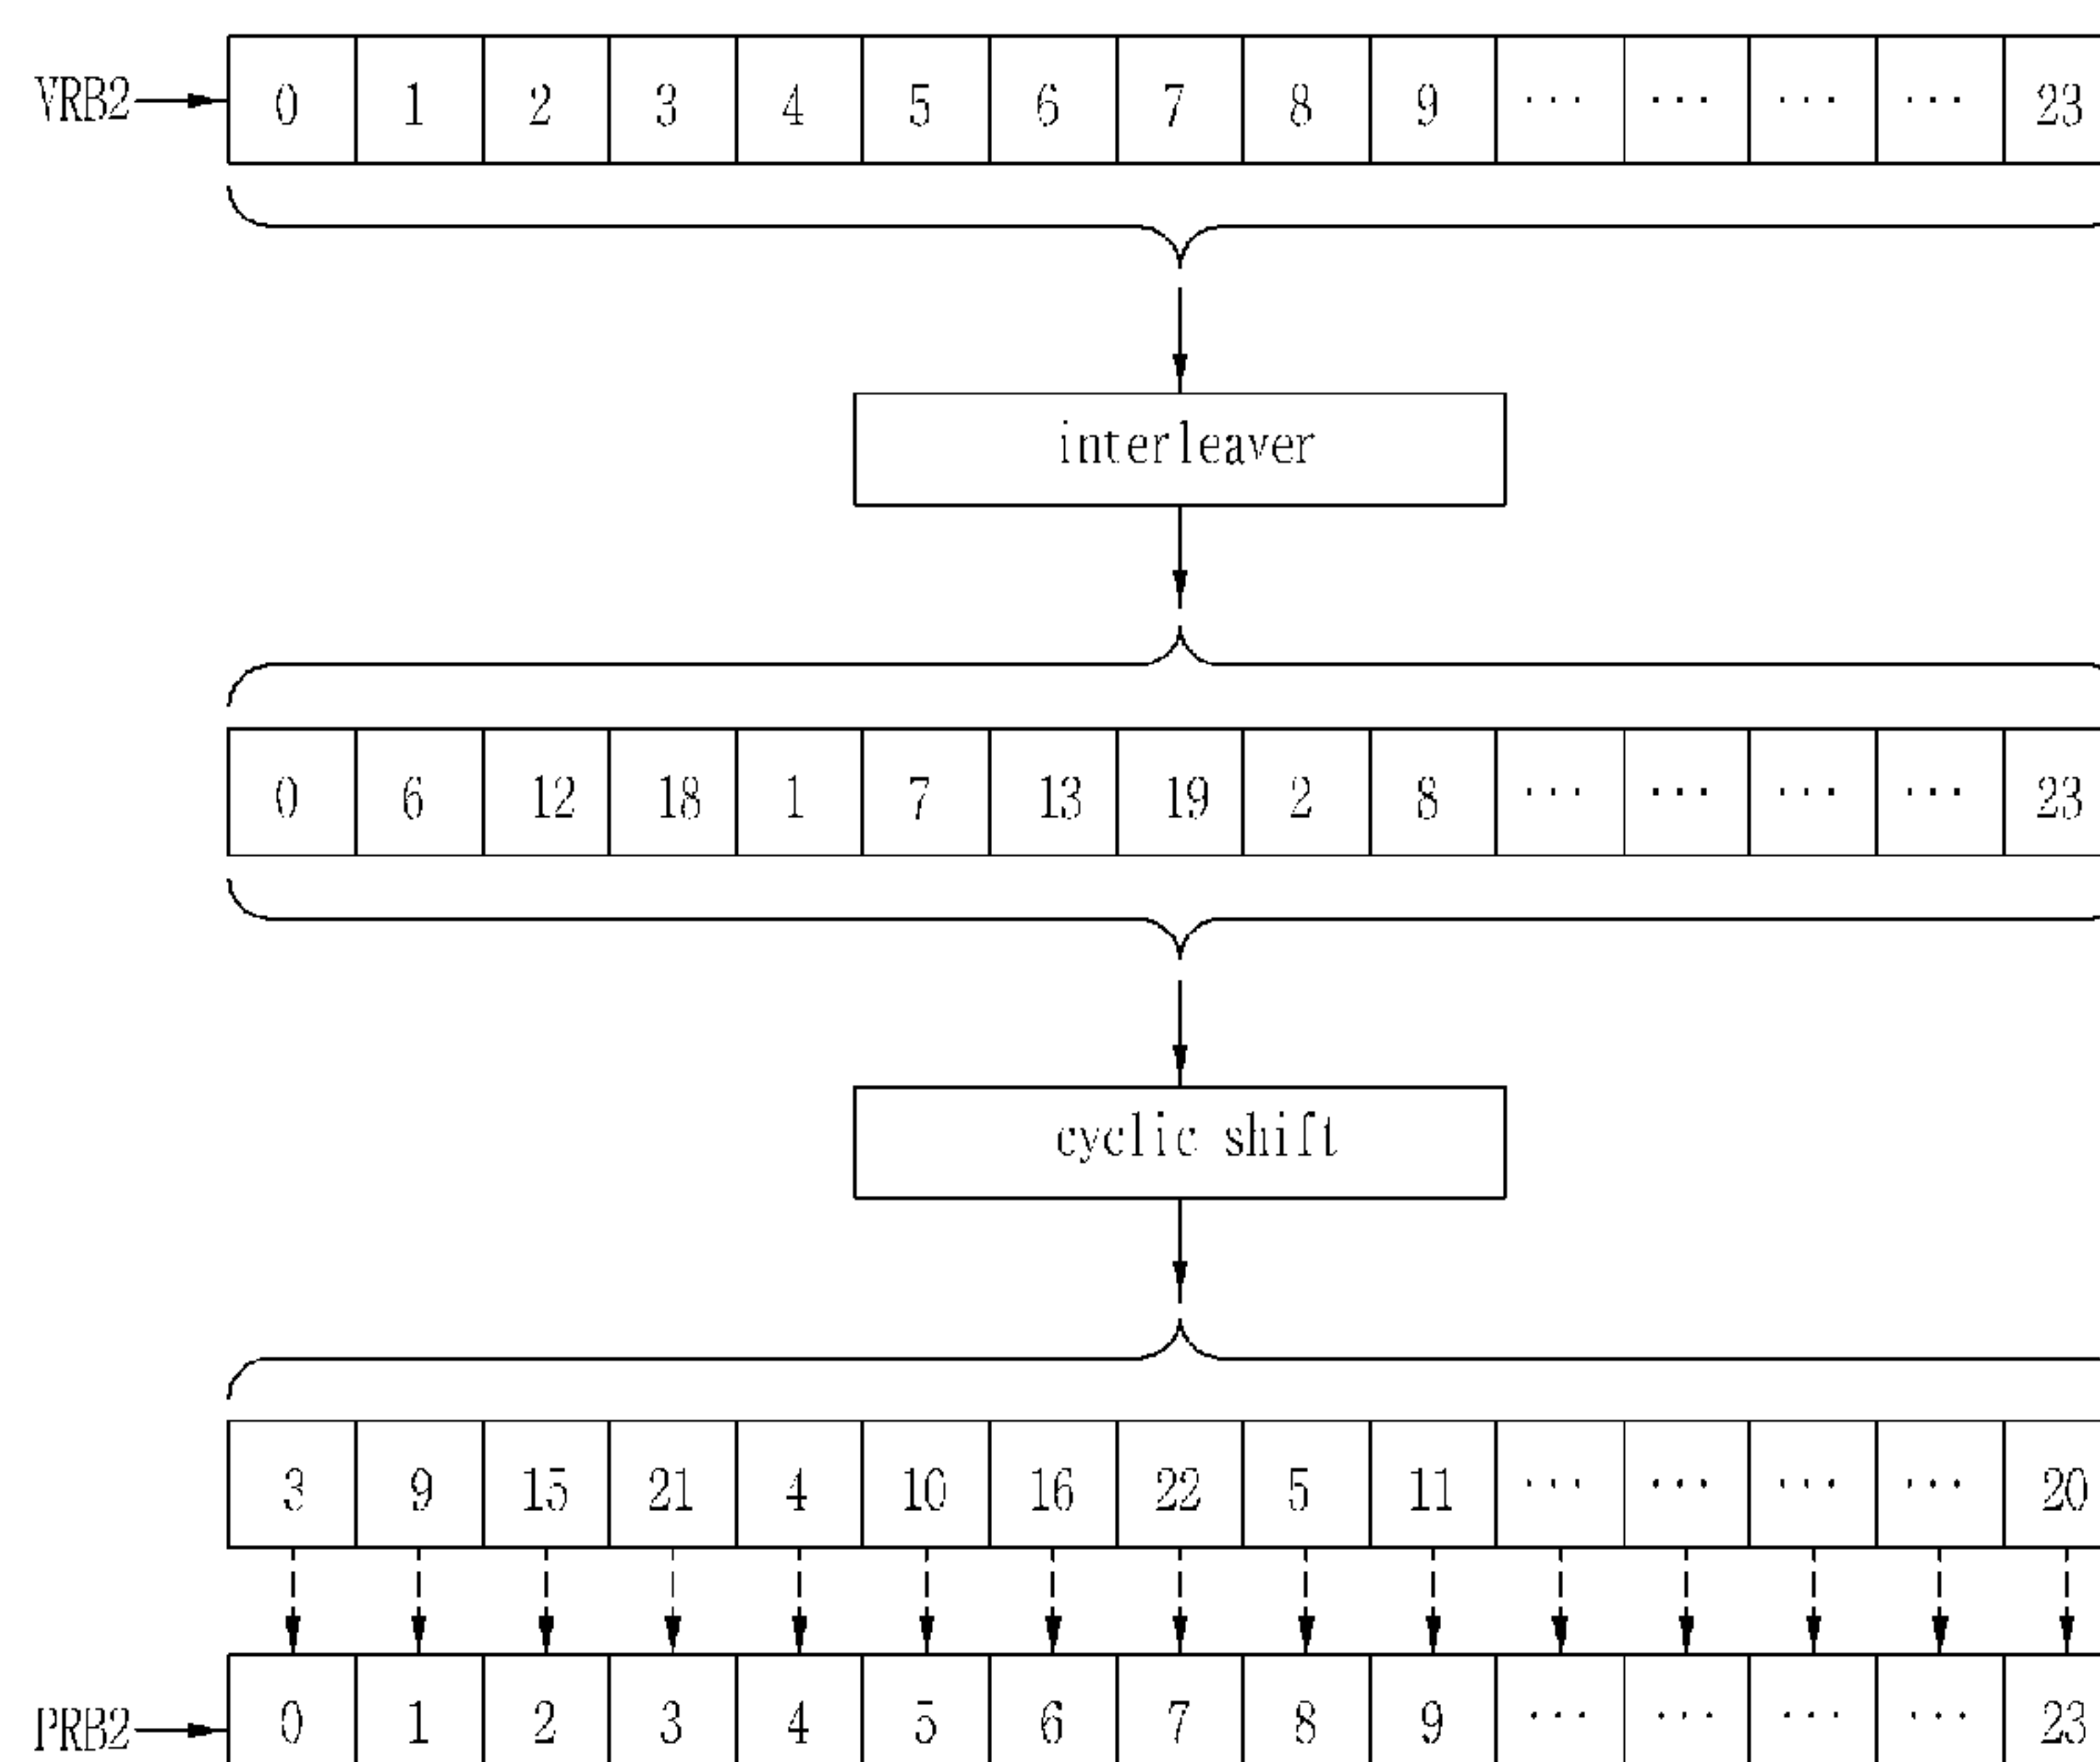 VRB2 0 1 2 3 4 5 6 7 8 9 ... ... ... ... 23
interleaver
0 6 12 18 1 7 13 19 2 8 ... ... ... ... 23
cyclic shift
3 9 15 21 4 10 16 22 5 11 ... ... ... ... 20
PRB2 0 1 2 3 4 5 6 7 8 9 ... ... ... ... 23